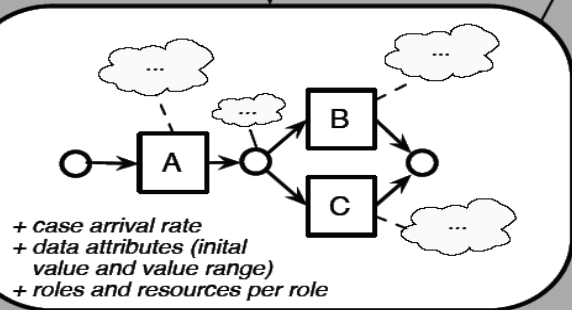 ...
...
...
B
A
C
...
+ case arrival rate
+ data attributes (inital
value and value range)
+ roles and resources per role